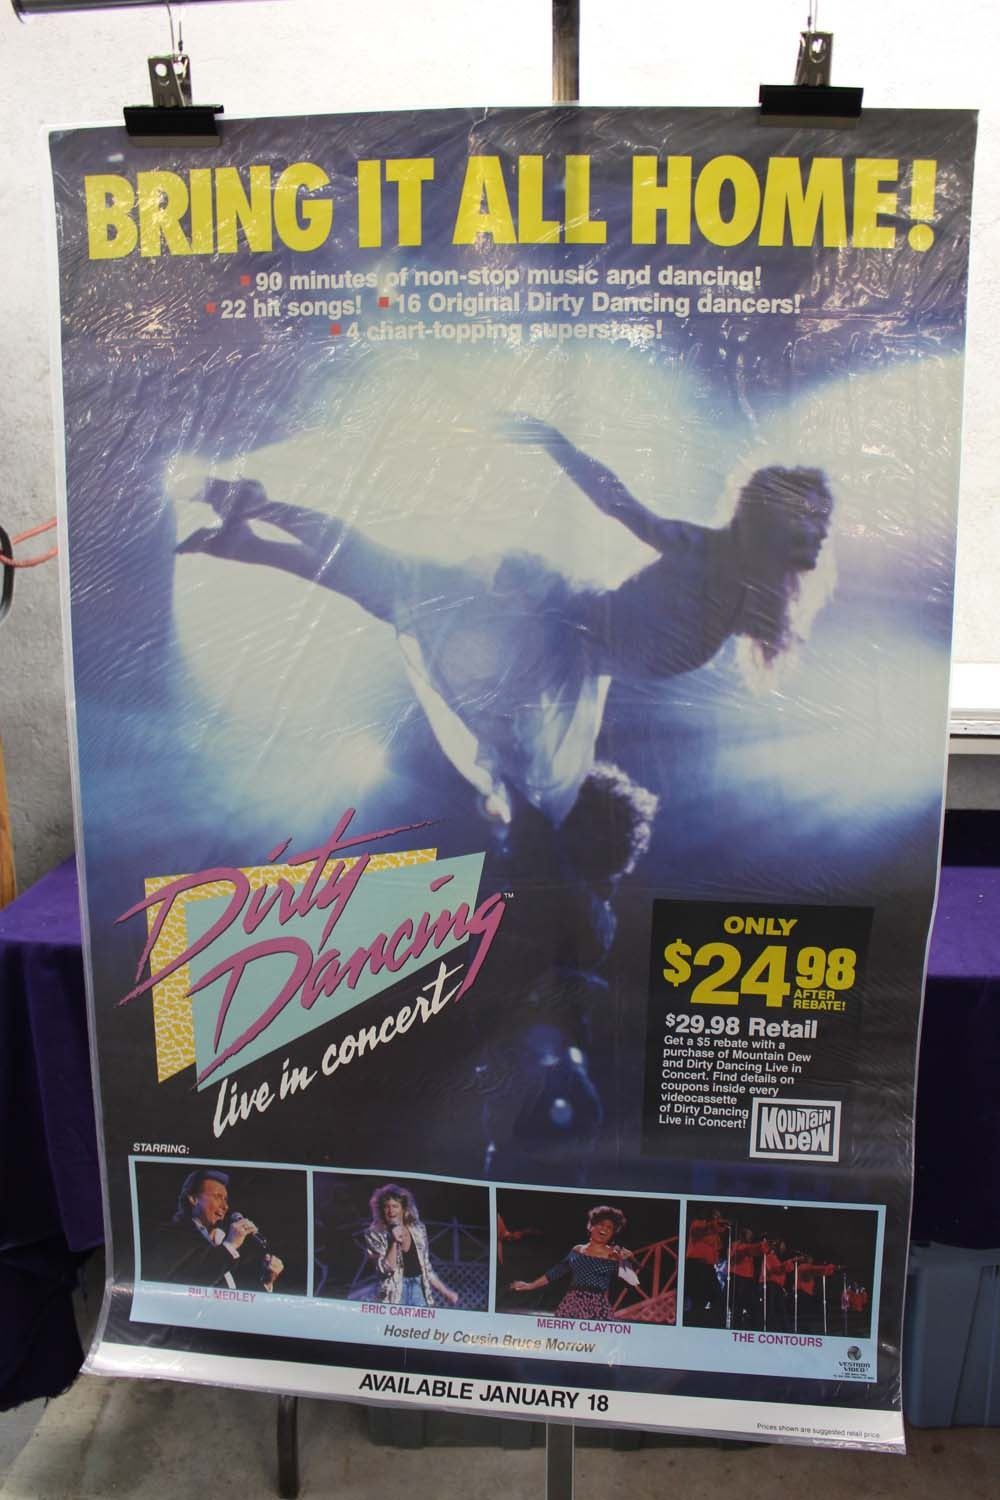 BRING IT ALL HOME!
90 minutes of non-stop music and dancing!
22 hit songs! 16 Original Dirty Dancing dancers!
4 chart-topping superstars!
Dirty
Dancing™
live in concert
ONLY
$24.98
AFTER
REBATE!
$29.98 Retail
Get a $5 rebate with a
purchase of Mountain Dew
and Dirty Dancing Live in
Concert. Find details on
coupons inside every
videocassette
of Dirty Dancing
Live in Concert!
MOUNTAIN
DEW
STARRING:
BILL MEDLEY
ERIC CARMEN
MERRY CLAYTON
THE CONTOURS
Hosted by Cousin Bruce Morrow
VESTRON
VIDEO
AVAILABLE JANUARY 18
Prices shown are suggested retail price